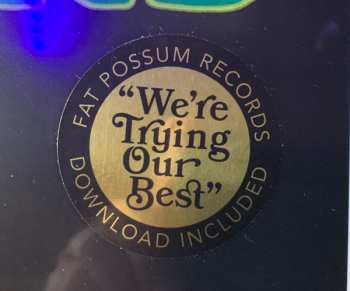 FAT POSSUM RECORDS
“We're
Trying
Our
Best”
DOWNLOAD INCLUDED